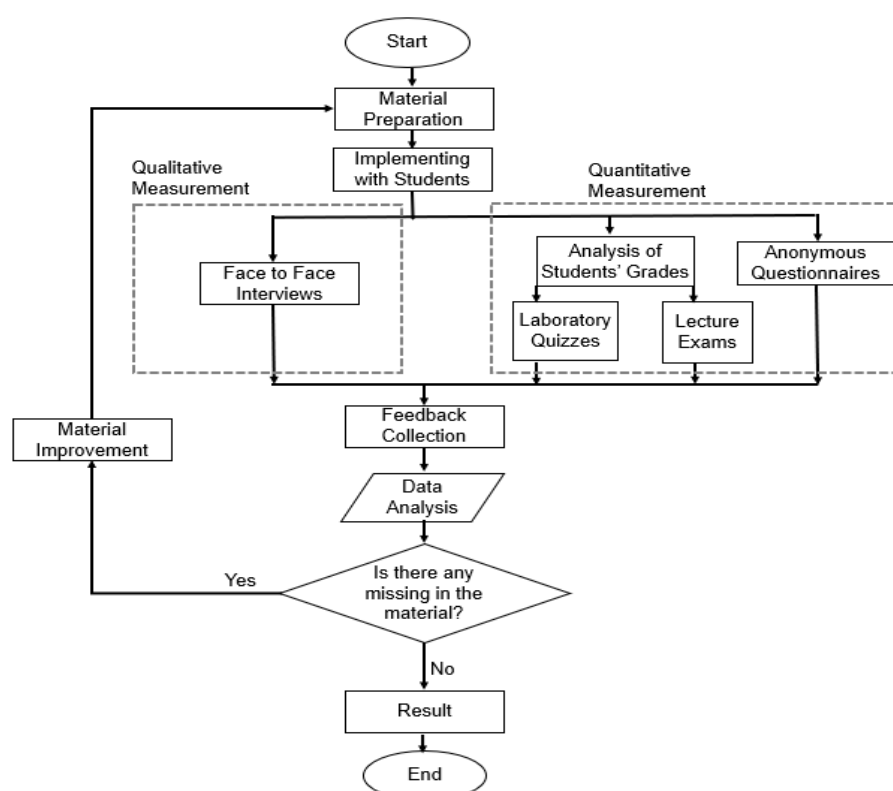 Start
Material
Preparation
Implementing
with Students
Qualitative
Measurement
Quantitative
Measurement
Face to Face
Interviews
Analysis of
Students' Grades
Anonymous
Questionnaires
Laboratory
Quizzes
Lecture
Exams
Feedback
Collection
Material
Improvement
Data
Analysis
Is there any
missing in the
material?
Yes
No
Result
End